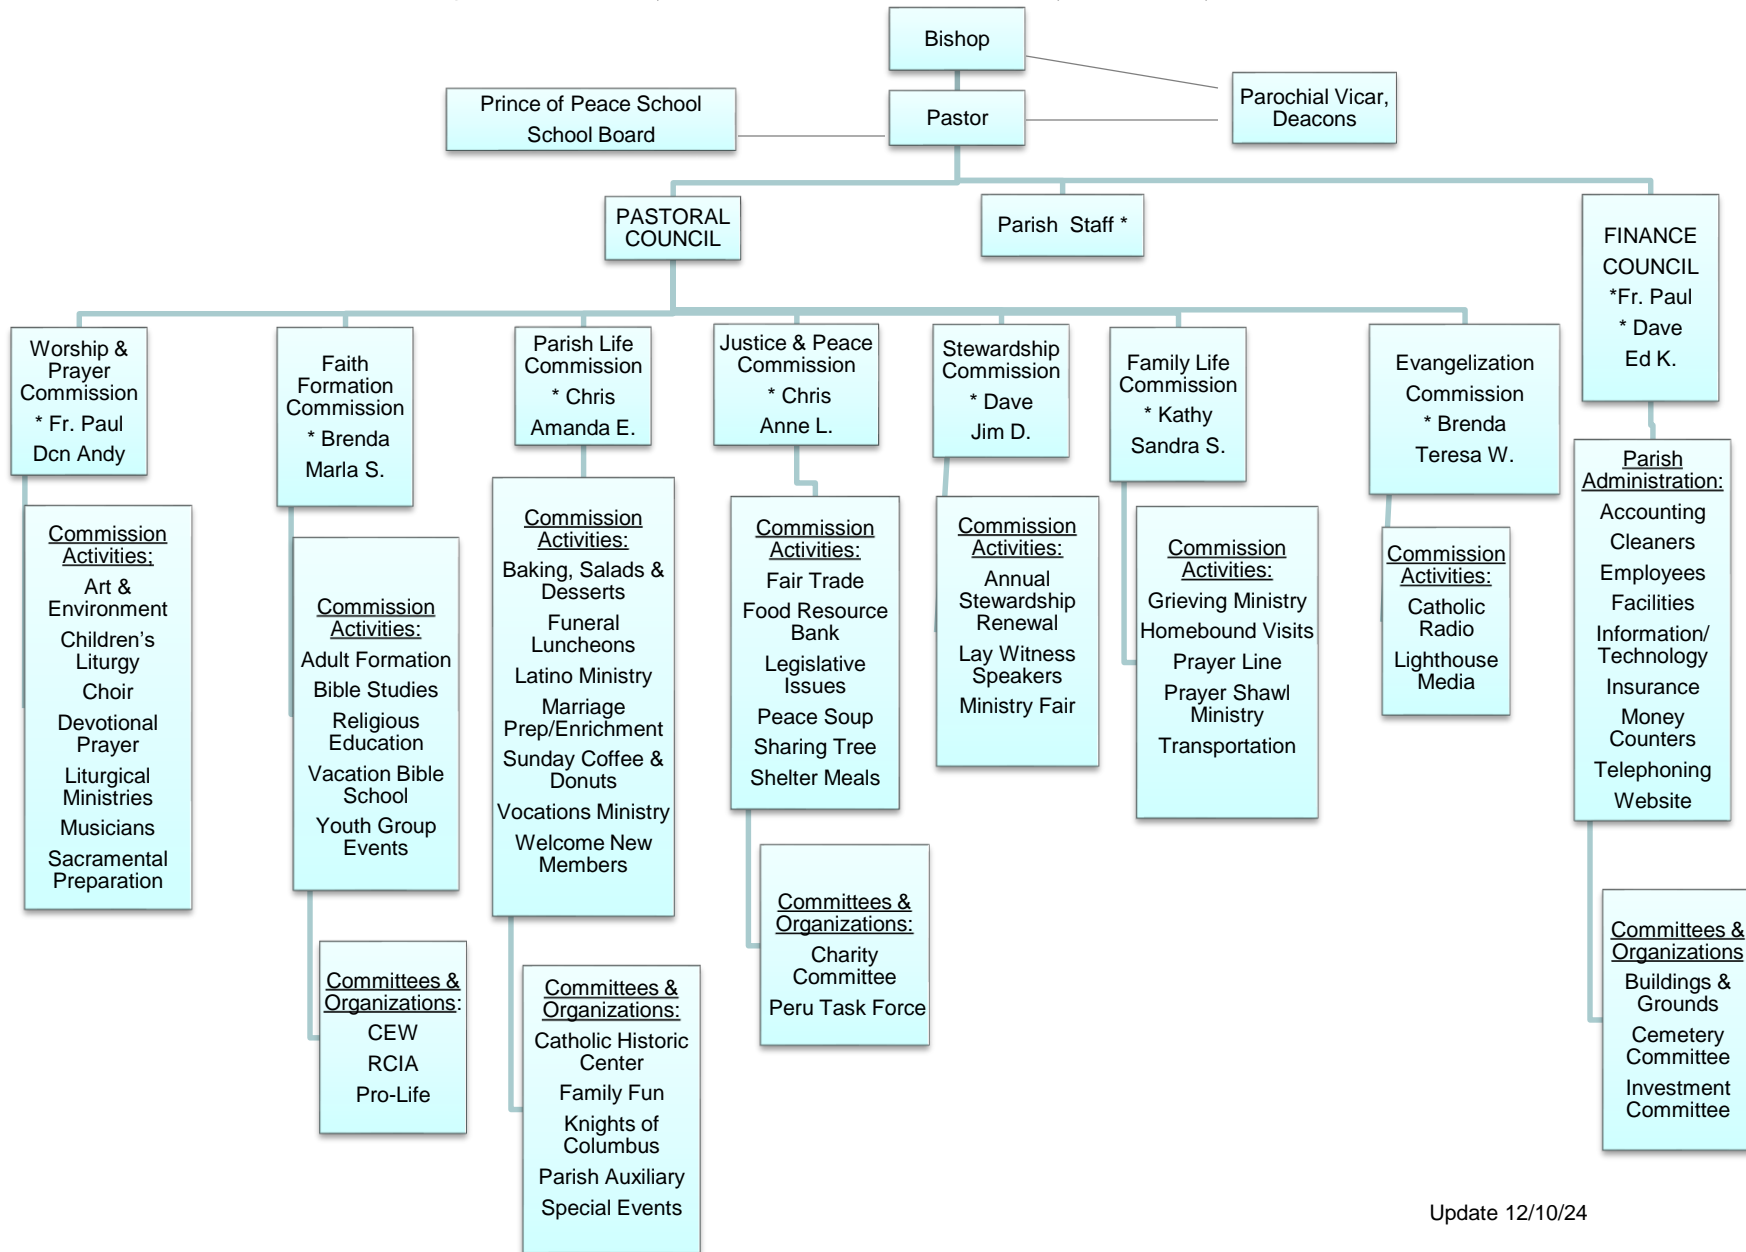 Bishop
Prince of Peace School
School Board
Pastor
Parochial Vicar,
Deacons
PASTORAL
COUNCIL
Parish Staff *
FINANCE
COUNCIL
*Fr. Paul
* Dave
Ed K.
Worship &
Prayer
Commission
* Fr. Paul
Dcn Andy
Faith
Formation
Commission
* Brenda
Marla S.
Parish Life
Commission
* Chris
Amanda E.
Justice & Peace
Commission
* Chris
Anne L.
Stewardship
Commission
* Dave
Jim D.
Family Life
Commission
* Kathy
Sandra S.
Evangelization
Commission
* Brenda
Teresa W.
Commission
Activities;
Art &
Environment
Children's
Liturgy
Choir
Devotional
Prayer
Liturgical
Ministries
Musicians
Sacramental
Preparation
Commission
Activities:
Adult Formation
Bible Studies
Religious
Education
Vacation Bible
School
Youth Group
Events
Commission
Activities:
Baking, Salads &
Desserts
Funeral
Luncheons
Latino Ministry
Marriage
Prep/Enrichment
Sunday Coffee &
Donuts
Vocations Ministry
Welcome New
Members
Commission
Activities:
Fair Trade
Food Resource
Bank
Legislative
Issues
Peace Soup
Sharing Tree
Shelter Meals
Commission
Activities:
Annual
Stewardship
Renewal
Lay Witness
Speakers
Ministry Fair
Commission
Activities:
Grieving Ministry
Homebound Visits
Prayer Line
Prayer Shawl
Ministry
Transportation
Commission
Activities:
Catholic
Radio
Lighthouse
Media
Parish
Administration:
Accounting
Cleaners
Employees
Facilities
Information/
Technology
Insurance
Money
Counters
Telephoning
Website
Committees &
Organizations:
CEW
RCIA
Pro-Life
Committees &
Organizations:
Catholic Historic
Center
Family Fun
Knights of
Columbus
Parish Auxiliary
Special Events
Committees &
Organizations:
Charity
Committee
Peru Task Force
Committees &
Organizations
Buildings &
Grounds
Cemetery
Committee
Investment
Committee
Update 12/10/24